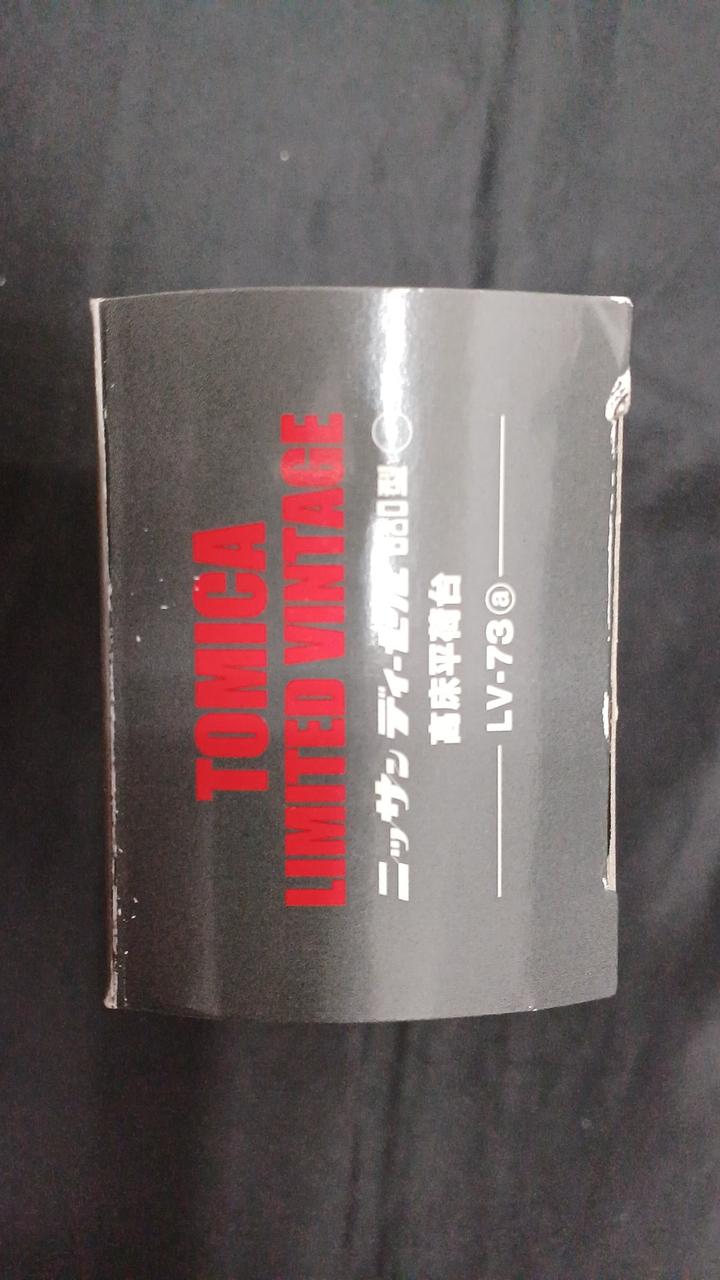 TOMICA
LIMITED VINTAGE
ニッサン ディーゼル 680型
高床平荷台
LV-73ⓐ